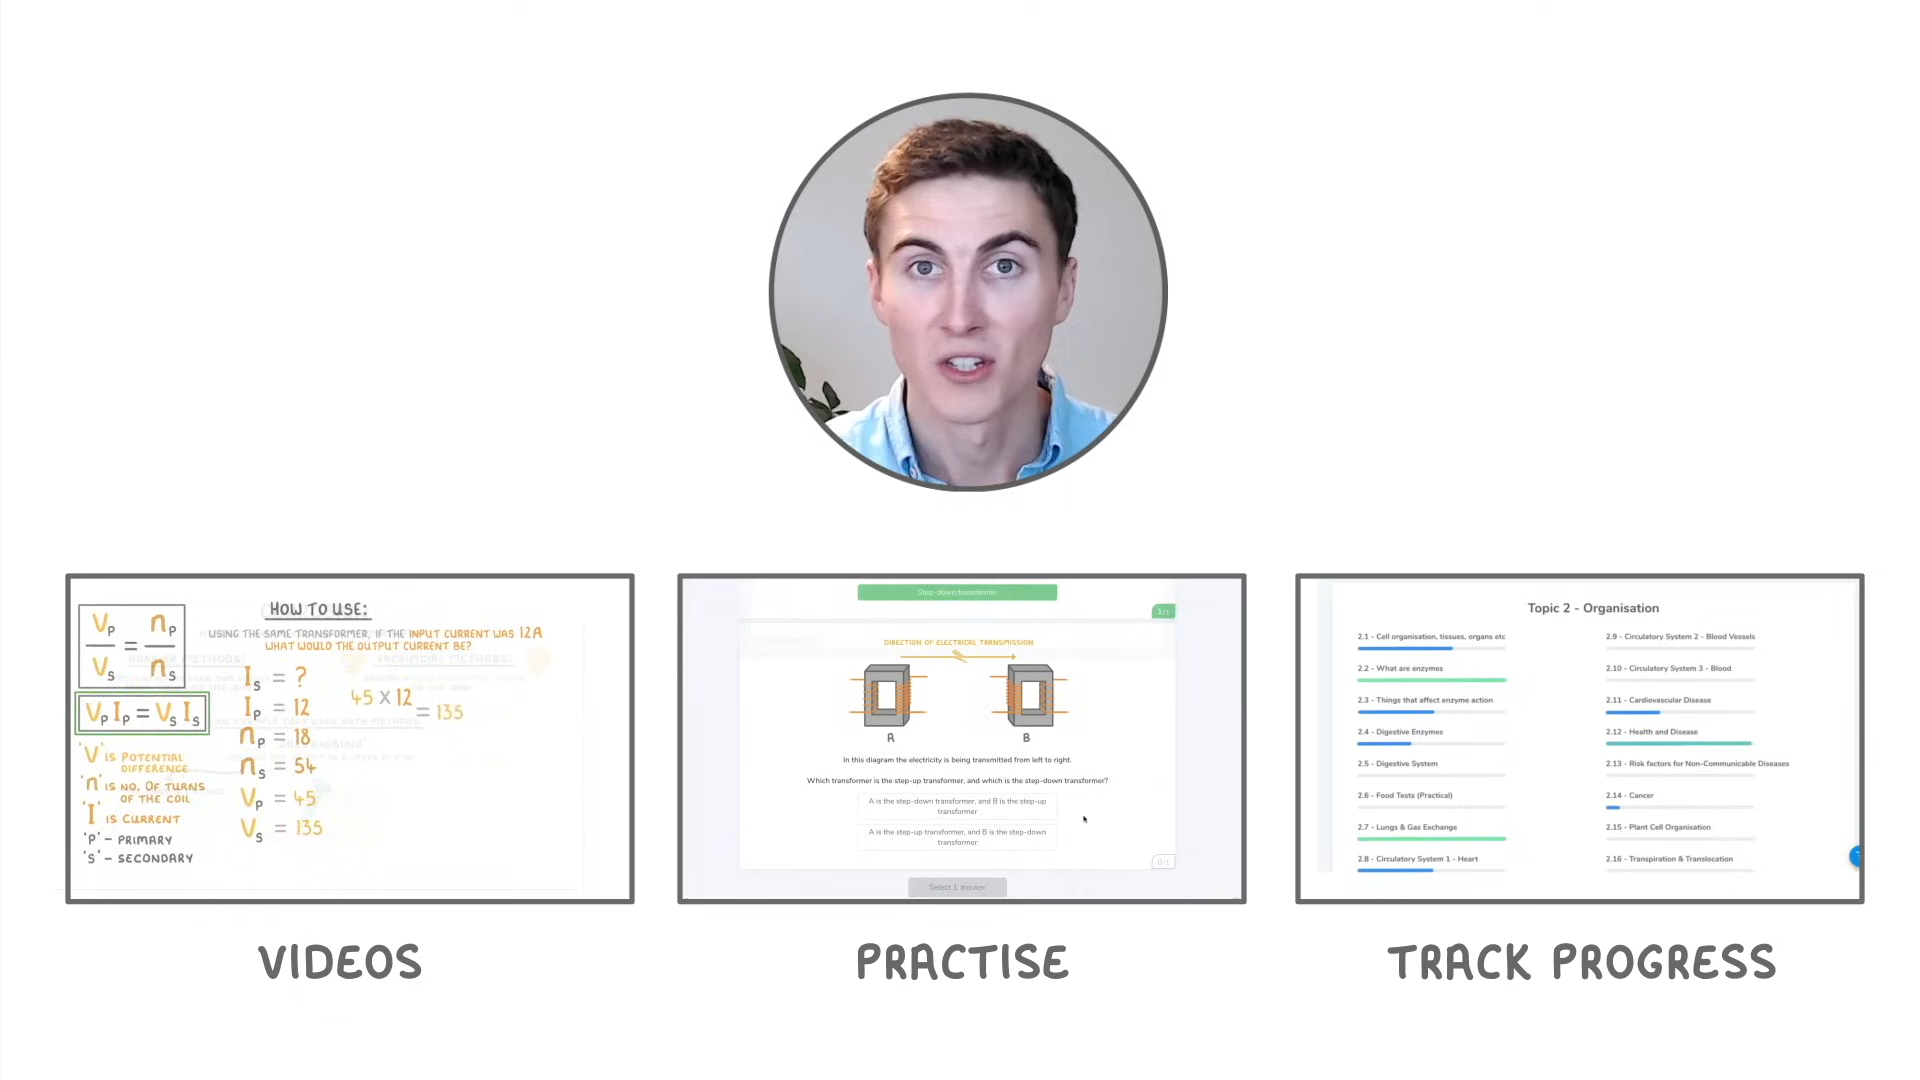 Vp / Vs = np / ns
VpIp = VsIs
'V' IS POTENTIAL
DIFFERENCE
'n' IS NO. OF TURNS
OF THE COIL
'I' IS CURRENT
'P' - PRIMARY
'S' - SECONDARY
HOW TO USE:
USING THE SAME TRANSFORMER, IF THE INPUT CURRENT WAS 12A
WHAT WOULD THE OUTPUT CURRENT BE?
Is = ?
Ip = 12
np = 18
ns = 54
Vp = 45
Vs = 135
45 X 12
= 135
VIDEOS
Step-down transformer
1/1
DIRECTION OF ELECTRICAL TRANSMISSION
A
B
In this diagram the electricity is being transmitted from left to right.
Which transformer is the step-up transformer, and which is the step-down transformer?
A is the step-down transformer, and B is the step-up
transformer
A is the step-up transformer, and B is the step-down
transformer
0/1
Select 1 answer
PRACTISE
Topic 2 - Organisation
2.1 - Cell organisation, tissues, organs etc
2.2 - What are enzymes
2.3 - Things that affect enzyme action
2.4 - Digestive Enzymes
2.5 - Digestive System
2.6 - Food Tests (Practical)
2.7 - Lungs & Gas Exchange
2.8 - Circulatory System 1 - Heart
2.9 - Circulatory System 2 - Blood Vessels
2.10 - Circulatory System 3 - Blood
2.11 - Cardiovascular Disease
2.12 - Health and Disease
2.13 - Risk factors for Non-Communicable Diseases
2.14 - Cancer
2.15 - Plant Cell Organisation
2.16 - Transpiration & Translocation
TRACK PROGRESS